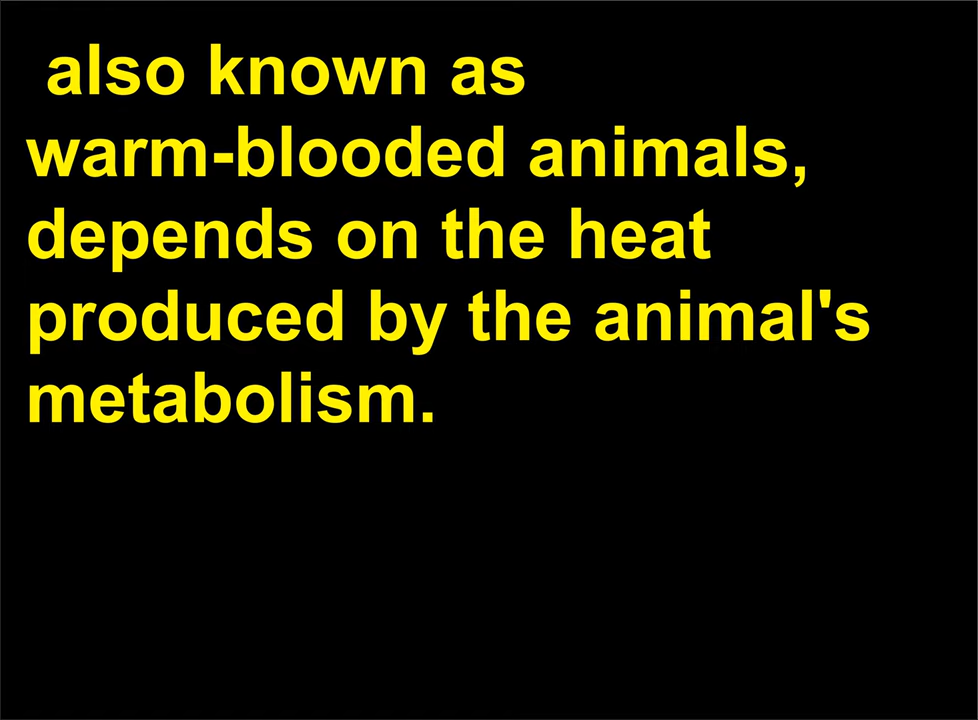 also known as
warm-blooded animals,
depends on the heat
produced by the animal's
metabolism.